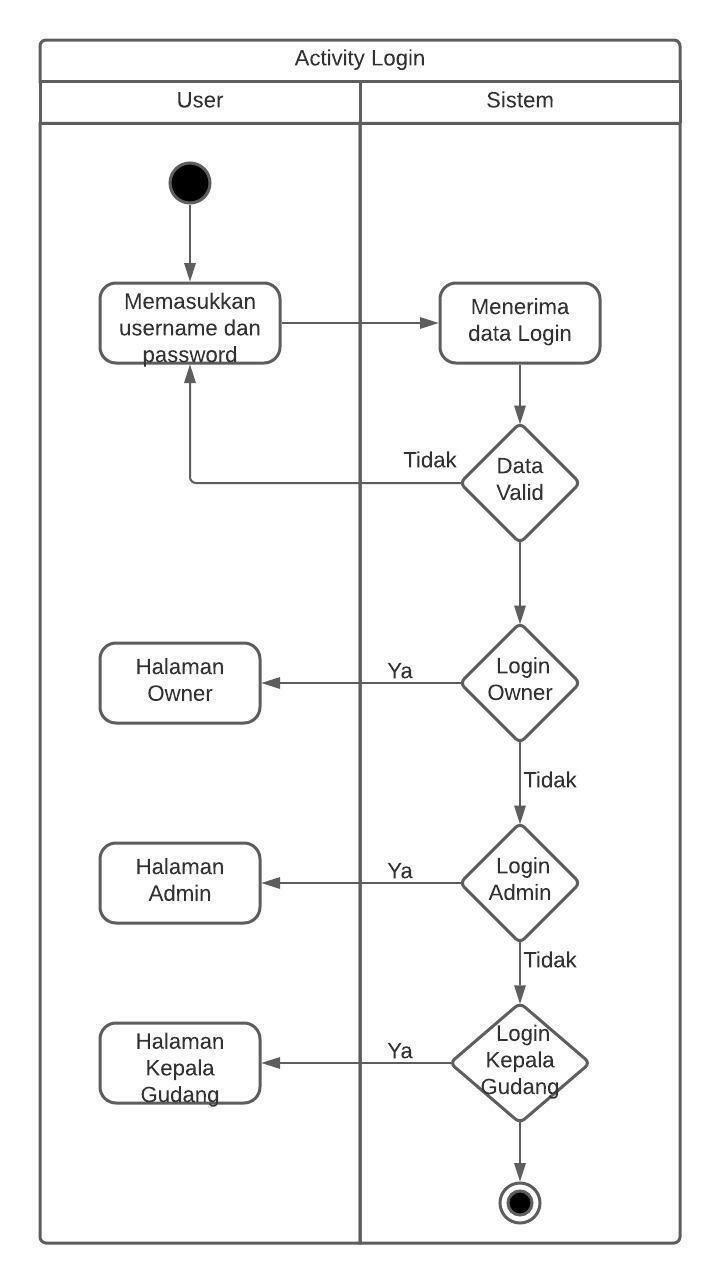 Activity Login
User
Sistem
Memasukkan
username dan
password
Menerima
data Login
Tidak
Data
Valid
Halaman
Owner
Ya
Login
Owner
Tidak
Halaman
Admin
Ya
Login
Admin
Tidak
Halaman
Kepala
Gudang
Ya
Login
Kepala
Gudang